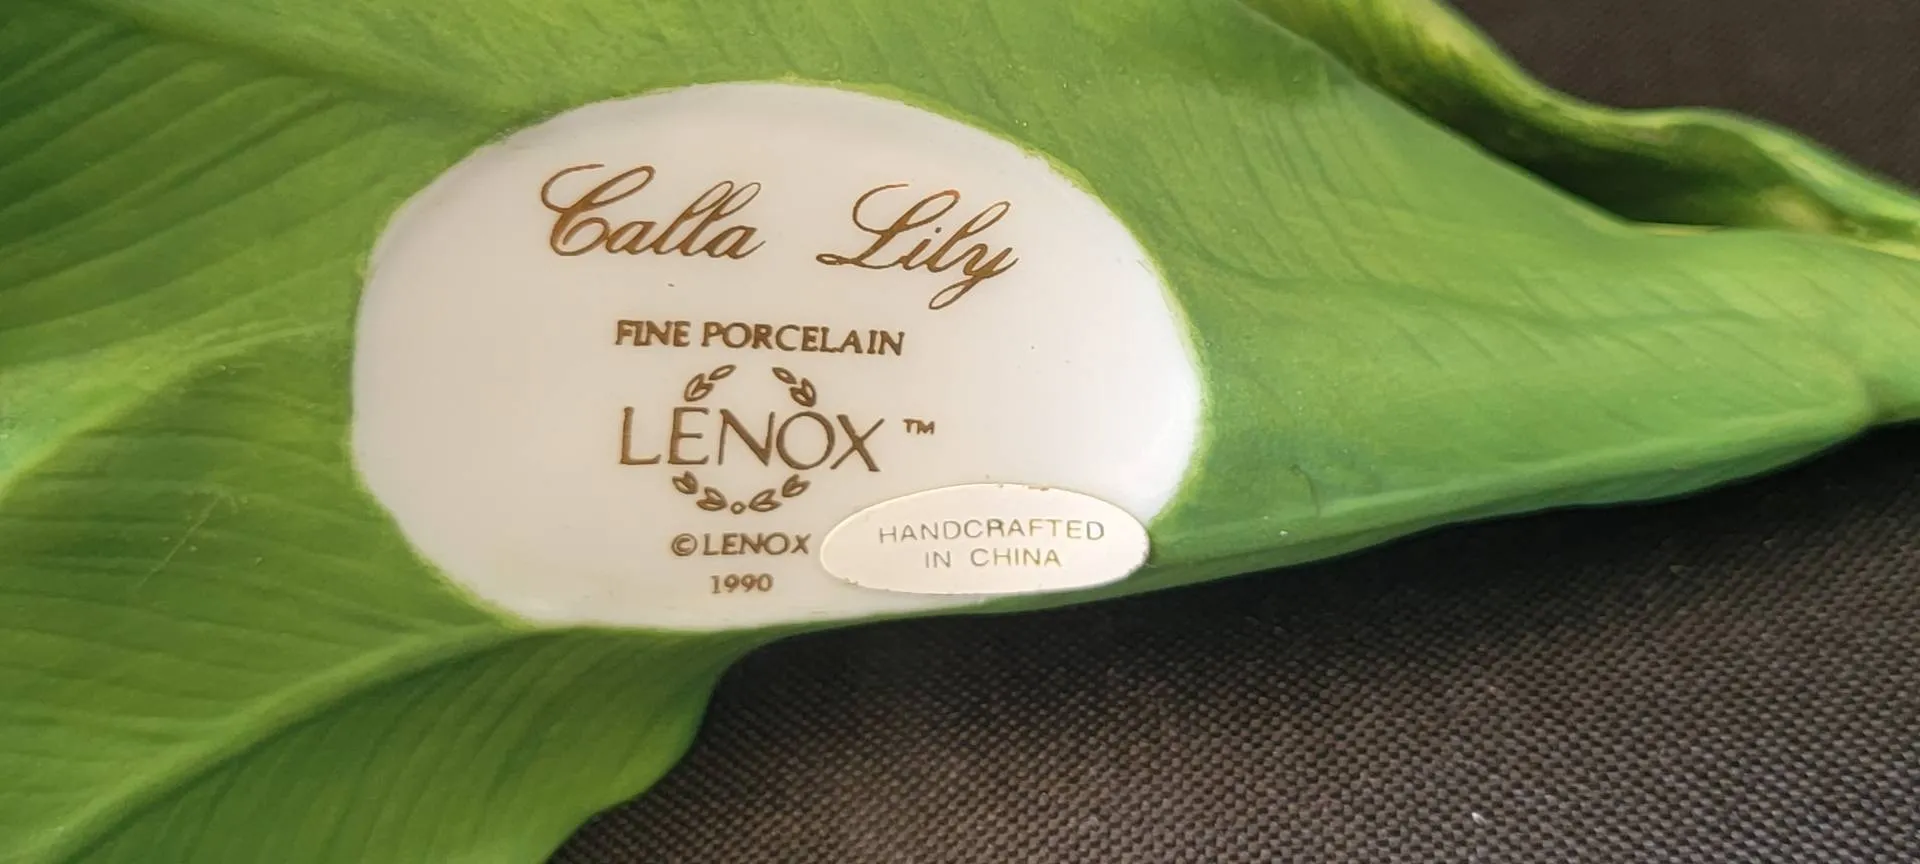 Calla Lily
FINE PORCELAIN
LENOX™
©LENOX
1990
HANDCRAFTED
IN CHINA